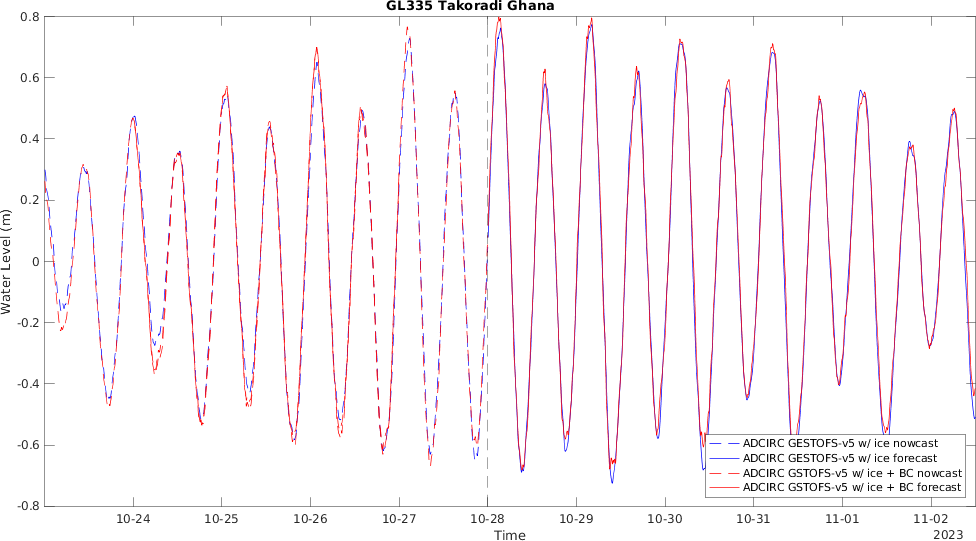 GL335 Takoradi Ghana
0.8
0.6
0.4
0.2
0
-0.2
-0.4
-0.6
-0.8
Water Level (m)
10-24 10-25 10-26 10-27 10-28 10-29 10-30 10-31 11-01 11-02
Time
2023
ADCIRC GESTOFS-v5 w/ ice nowcast
ADCIRC GESTOFS-v5 w/ ice forecast
ADCIRC GSTOFS-v5 w/ ice + BC nowcast
ADCIRC GSTOFS-v5 w/ ice + BC forecast